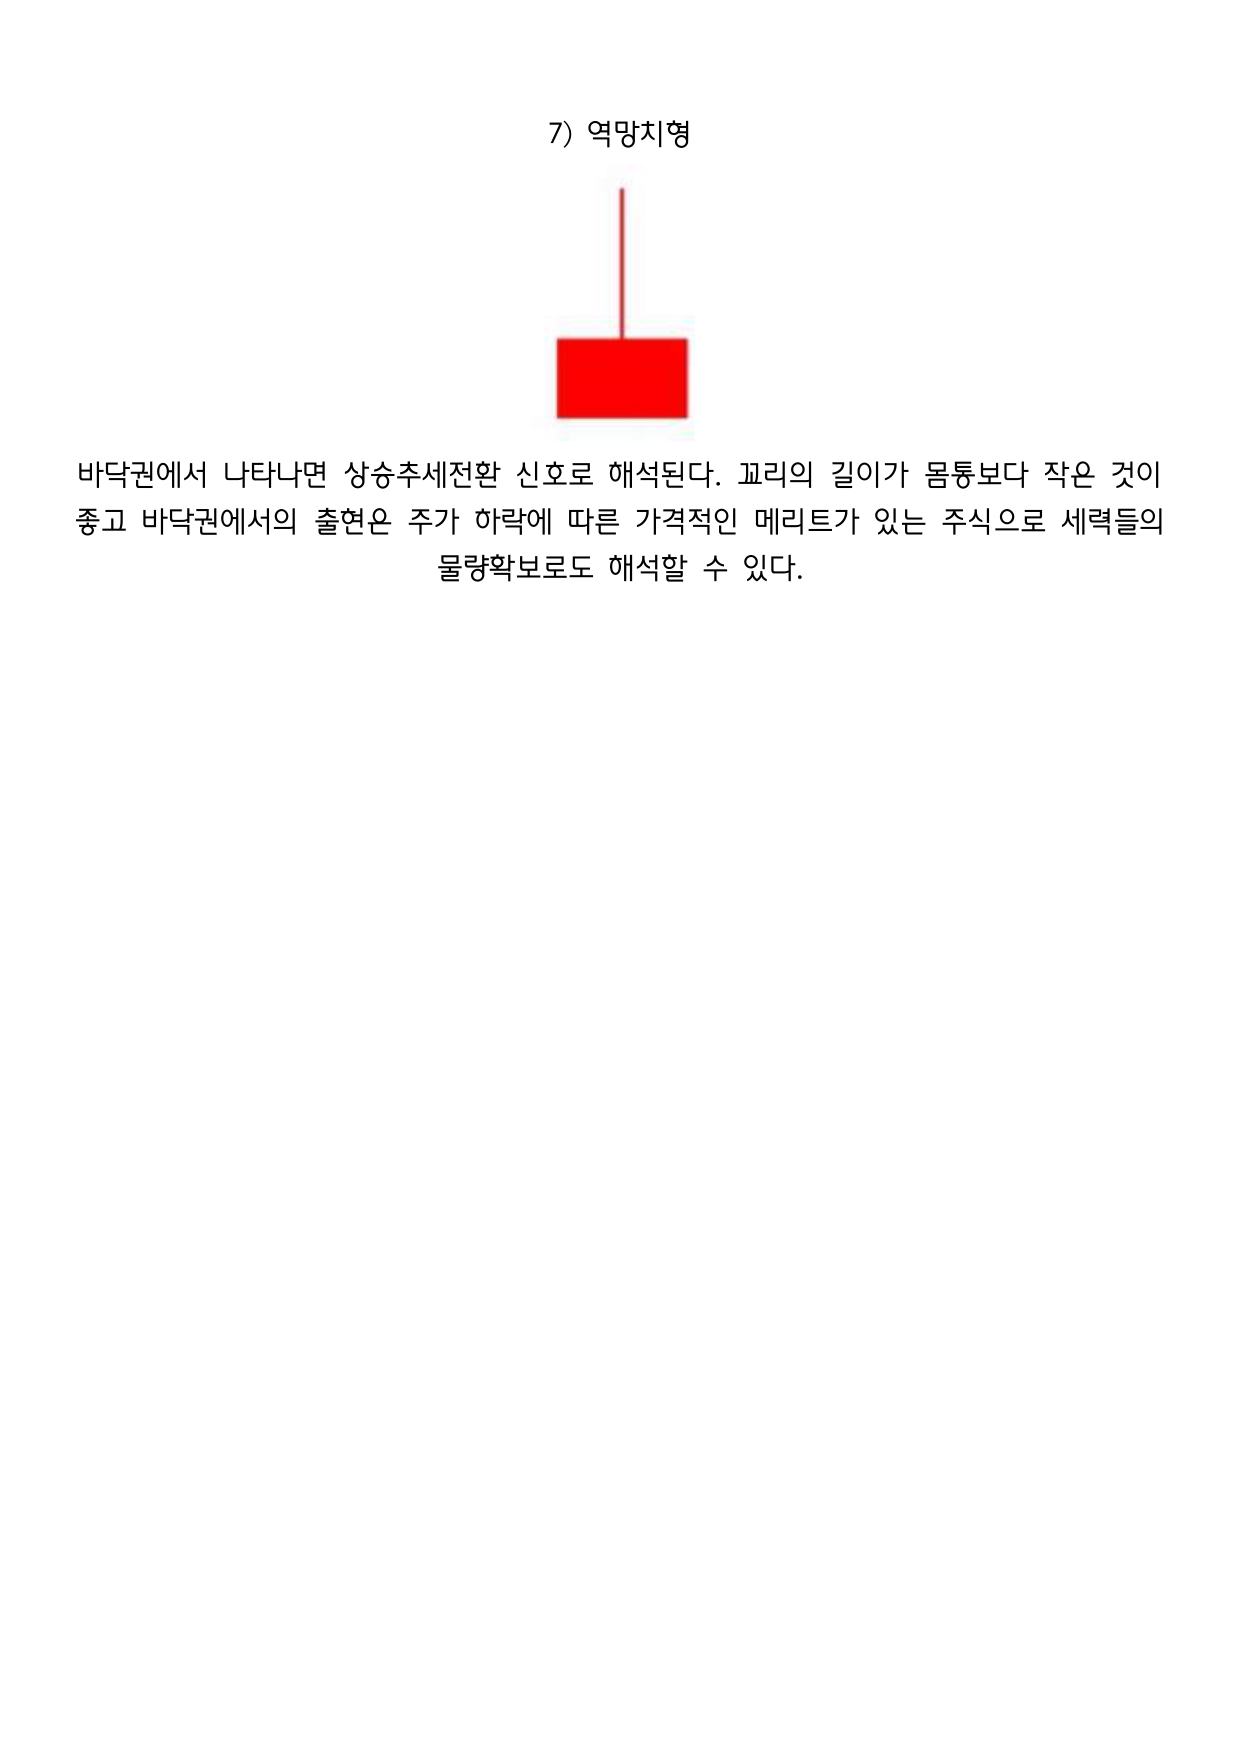 7) 역망치형
바닥권에서 나타나면 상승추세전환 신호로 해석된다. 꼬리의 길이가 몸통보다 작은 것이
좋고 바닥권에서의 출현은 주가 하락에 따른 가격적인 메리트가 있는 주식으로 세력들의
물량확보로도 해석할 수 있다.